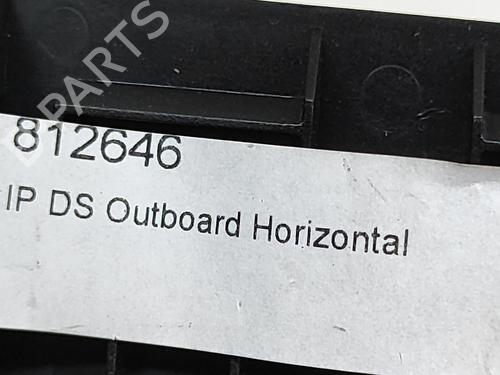 B PARTS
812646
IP DS Outboard Horizontal